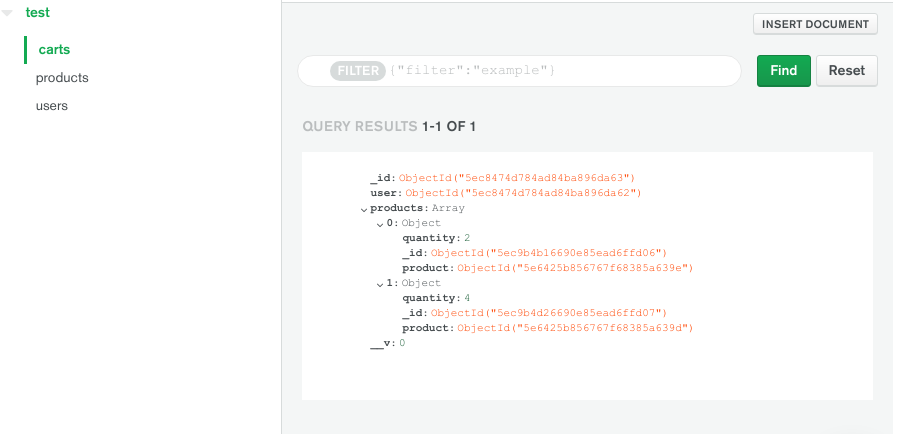 test
carts
products
users
INSERT DOCUMENT
FILTER {"filter":"example"}
Find
Reset
QUERY RESULTS 1-1 OF 1
_id: ObjectId("5ec8474d784ad84ba896da63")
user: ObjectId("5ec8474d784ad84ba896da62")
products: Array
0: Object
quantity: 2
_id: ObjectId("5ec9b4b16690e85ead6ffd06")
product: ObjectId("5e6425b856767f68385a639e")
1: Object
quantity: 4
_id: ObjectId("5ec9b4d26690e85ead6ffd07")
product: ObjectId("5e6425b856767f68385a639d")
__v: 0